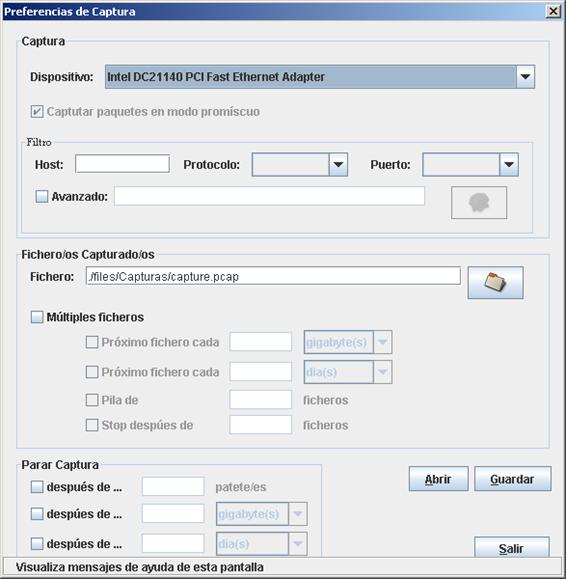 Preferencias de Captura
Captura
Dispositivo: Intel DC21140 PCI Fast Ethernet Adapter
Captutar paquetes en modo promíscuo
Filtro
Host: Protocolo: Puerto:
Avanzado:
Fichero/os Capturado/os
Fichero: ./files/Capturas/capture.pcap
Múltiples ficheros
Próximo fichero cada gigabyte(s)
Próximo fichero cada dia(s)
Pila de ficheros
Stop despúes de ficheros
Parar Captura
después de ... patete/es
despúes de ... gigabyte(s)
despúes de ... dia(s)
Abrir Guardar
Salir
Visualiza mensajes de ayuda de esta pantalla